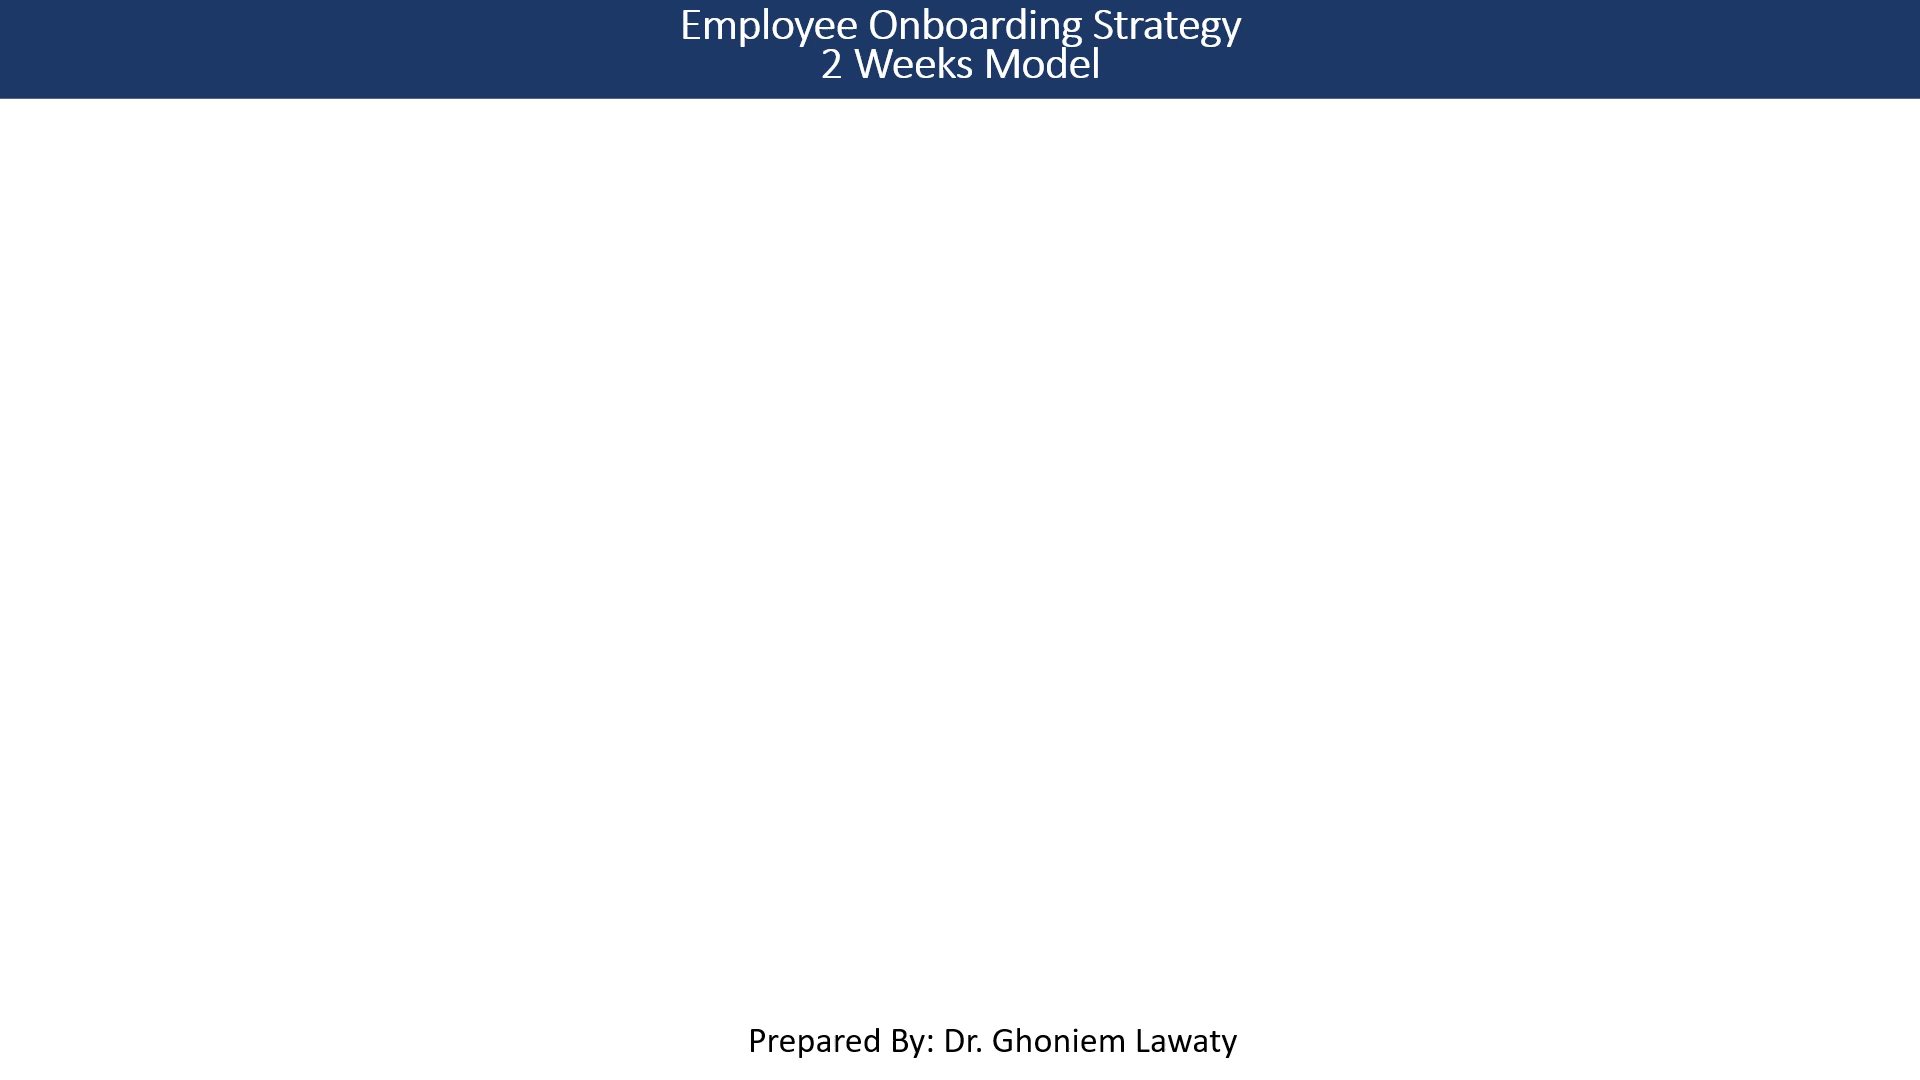 Employee Onboarding Strategy
2 Weeks Model
Prepared By: Dr. Ghoniem Lawaty